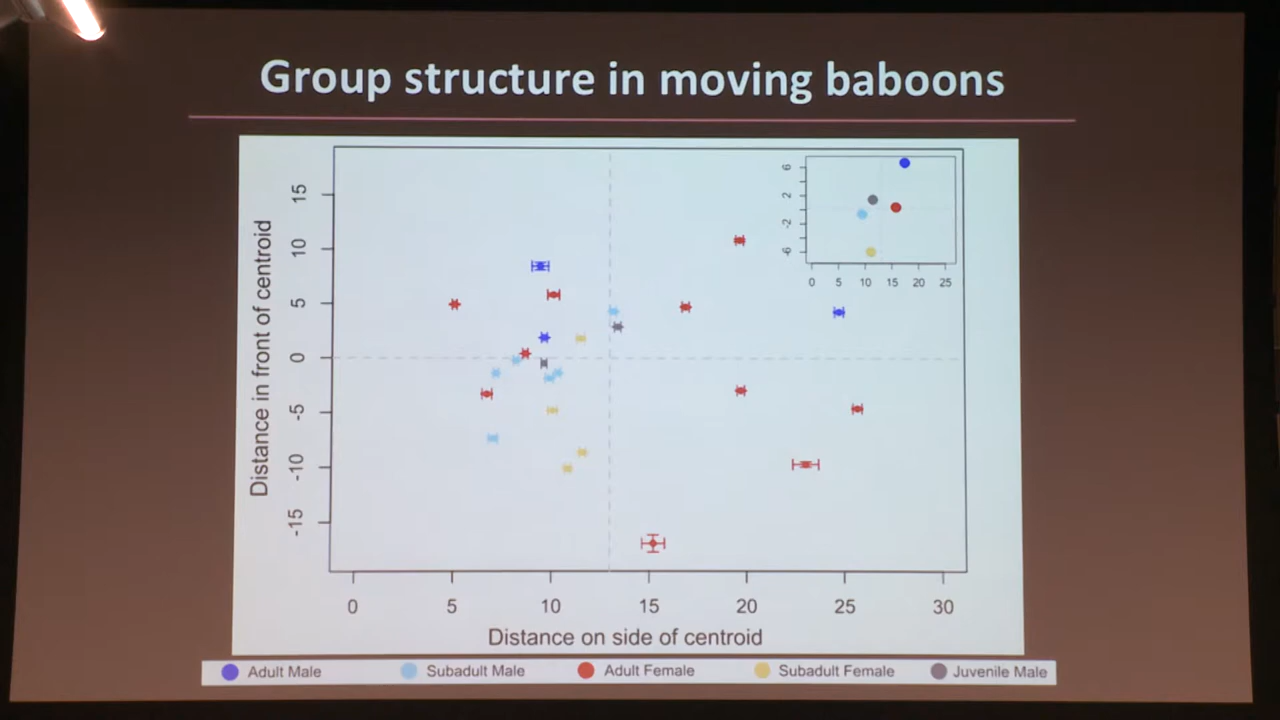 Group structure in moving baboons
Distance in front of centroid
15
10
5
0
-5
-10
-15
0 5 10 15 20 25 30
Distance on side of centroid
6
2
-2
-6
0 5 10 15 20 25
Adult Male Subadult Male Adult Female Subadult Female Juvenile Male